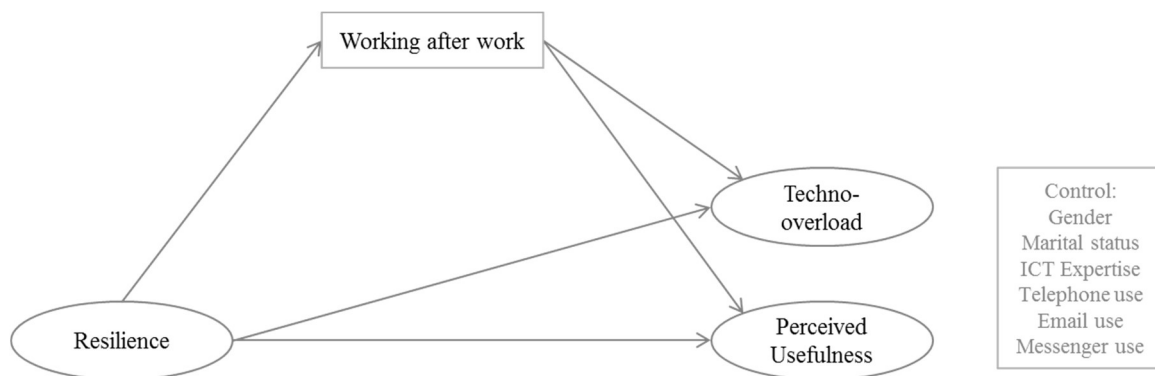 Working after work
Techno-
overload
Resilience
Perceived
Usefulness
Control:
Gender
Marital status
ICT Expertise
Telephone use
Email use
Messenger use